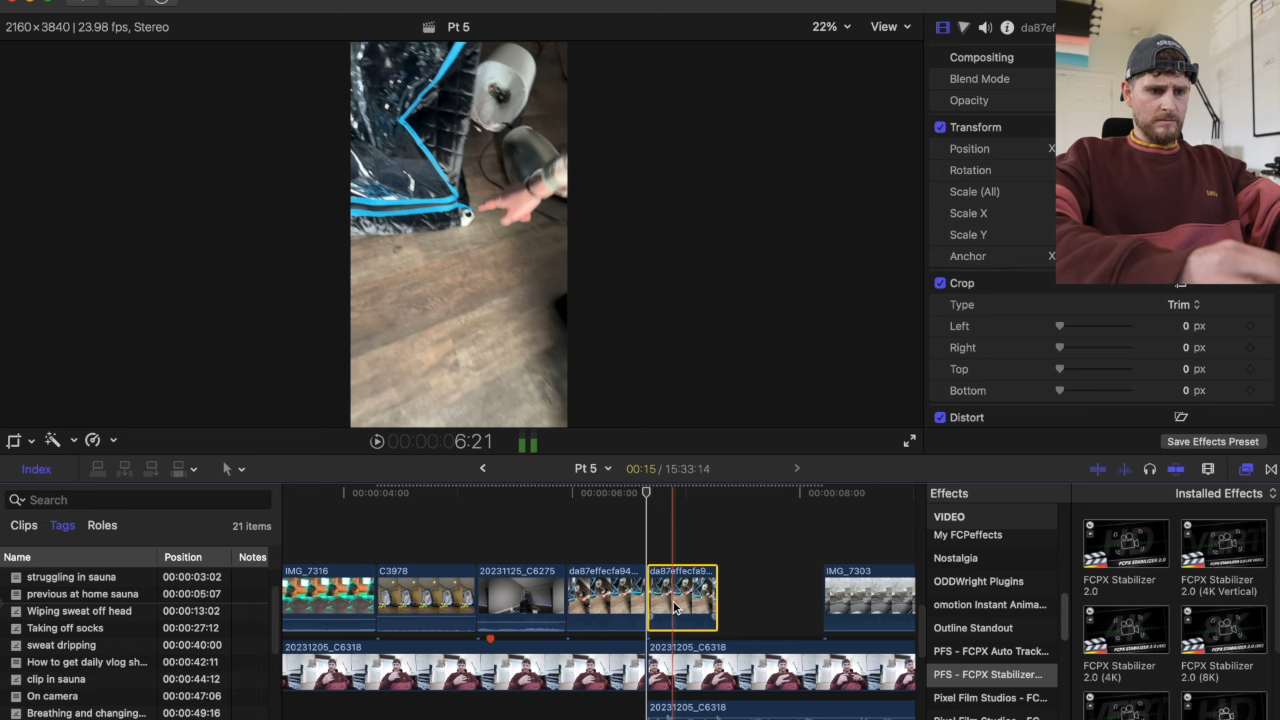 2160×3840 | 23.98 fps, Stereo
Pt 5
22%
View
da87ef
Compositing
Blend Mode
Opacity
Transform
Position X
Rotation
Scale (All)
Scale X
Scale Y
Anchor X
Crop
Type Trim
Left 0 px
Right 0 px
Top 0 px
Bottom 0 px
Distort
00:00:06:21
Save Effects Preset
Index
Pt 5
00:15 / 15:33:14
Search
Clips Tags Roles 21 items
Name Position Notes
struggling in sauna 00:00:03:02
previous at home sauna 00:00:05:07
Wiping sweat off head 00:00:13:02
Taking off socks 00:00:27:12
sweat dripping 00:00:40:00
How to get daily vlog sh... 00:00:42:11
clip in sauna 00:00:44:12
On camera 00:00:47:06
Breathing and changing... 00:00:49:16
00:00:04:00
00:00:06:00
00:00:08:00
IMG_7316
C3978
20231125_C6275
da87effecfa94...
da87effecfa9...
IMG_7303
20231205_C6318
20231205_C6318
20231205_C6318
Effects
Installed Effects
VIDEO
My FCPeffects
Nostalgia
ODDWright Plugins
omotion Instant Anima...
Outline Standout
PFS - FCPX Auto Track...
PFS - FCPX Stabilizer...
Pixel Film Studios - FC...
FCPX Stabilizer
2.0
FCPX Stabilizer
2.0 (4K Vertical)
FCPX Stabilizer
2.0 (4K)
FCPX Stabilizer
2.0 (8K)